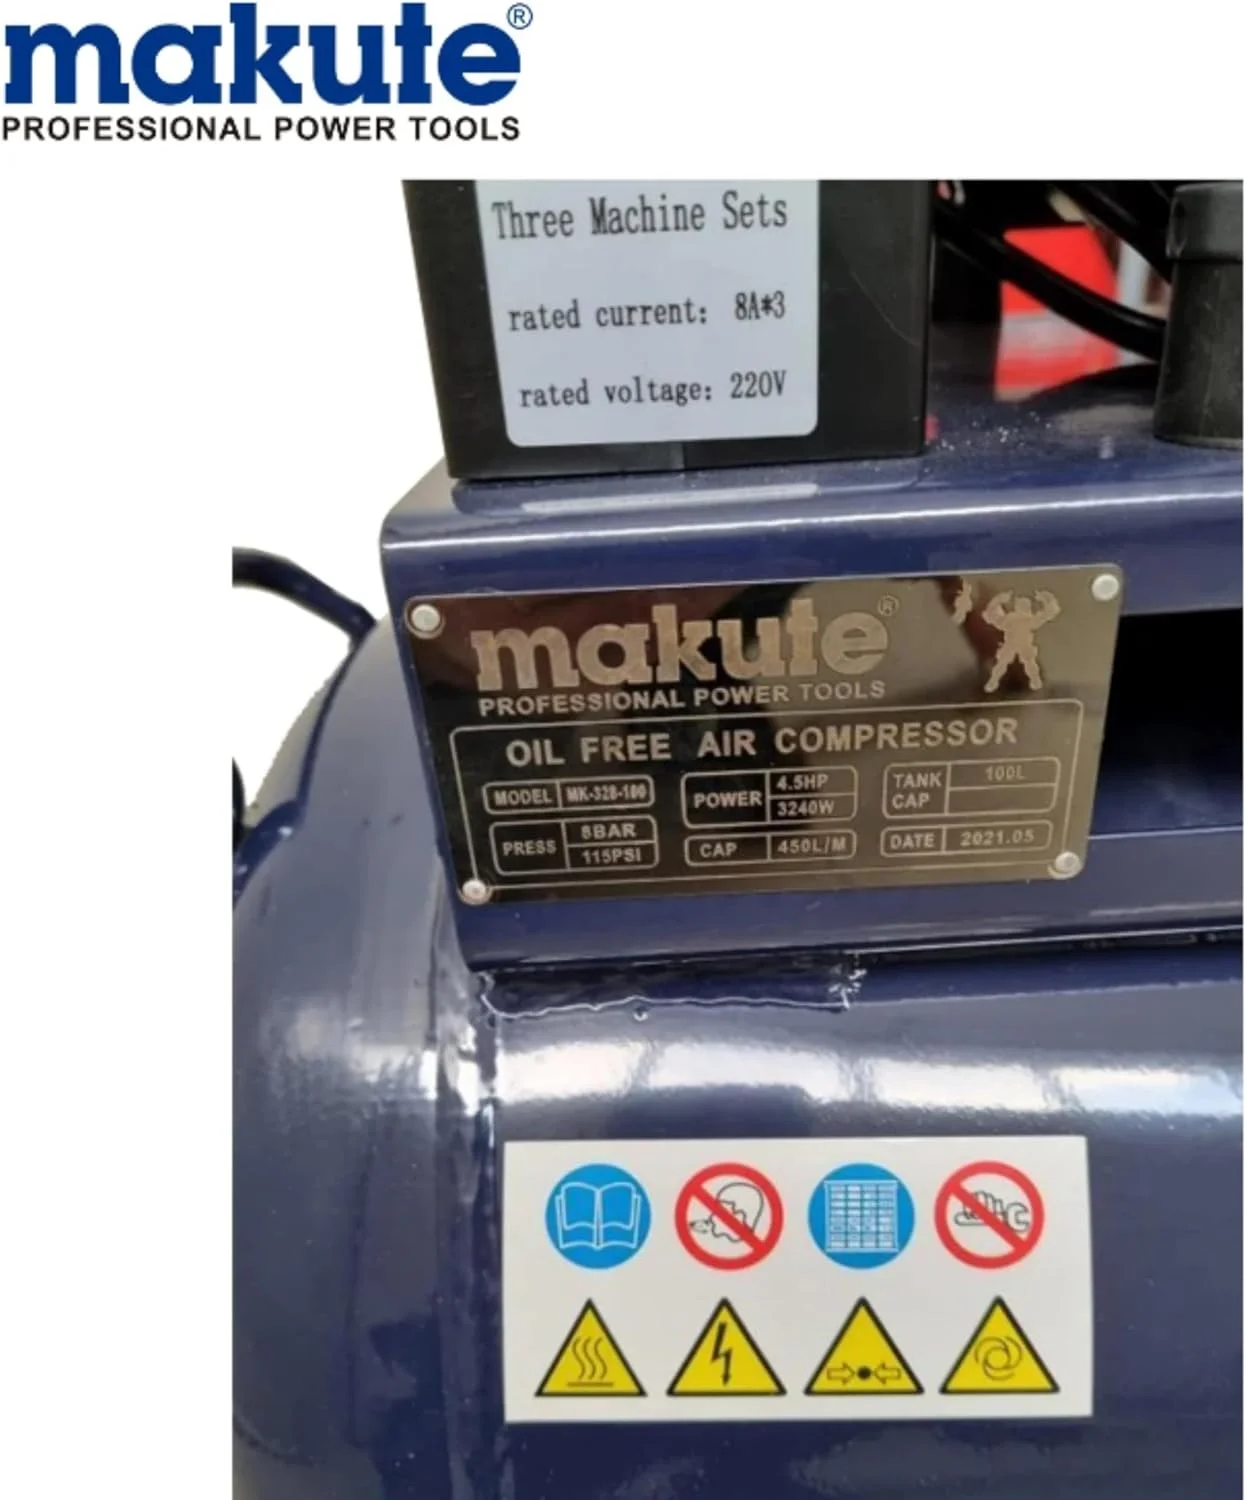 makute®
PROFESSIONAL POWER TOOLS
Three Machine Sets
rated current: 8A*3
rated voltage: 220V
makute®
PROFESSIONAL POWER TOOLS
OIL FREE AIR COMPRESSOR
MODEL MK-328-100
POWER 4.5HP 3240W
TANK CAP 100L
PRESS 8BAR 115PSI
CAP 450L/M
DATE 2021.05